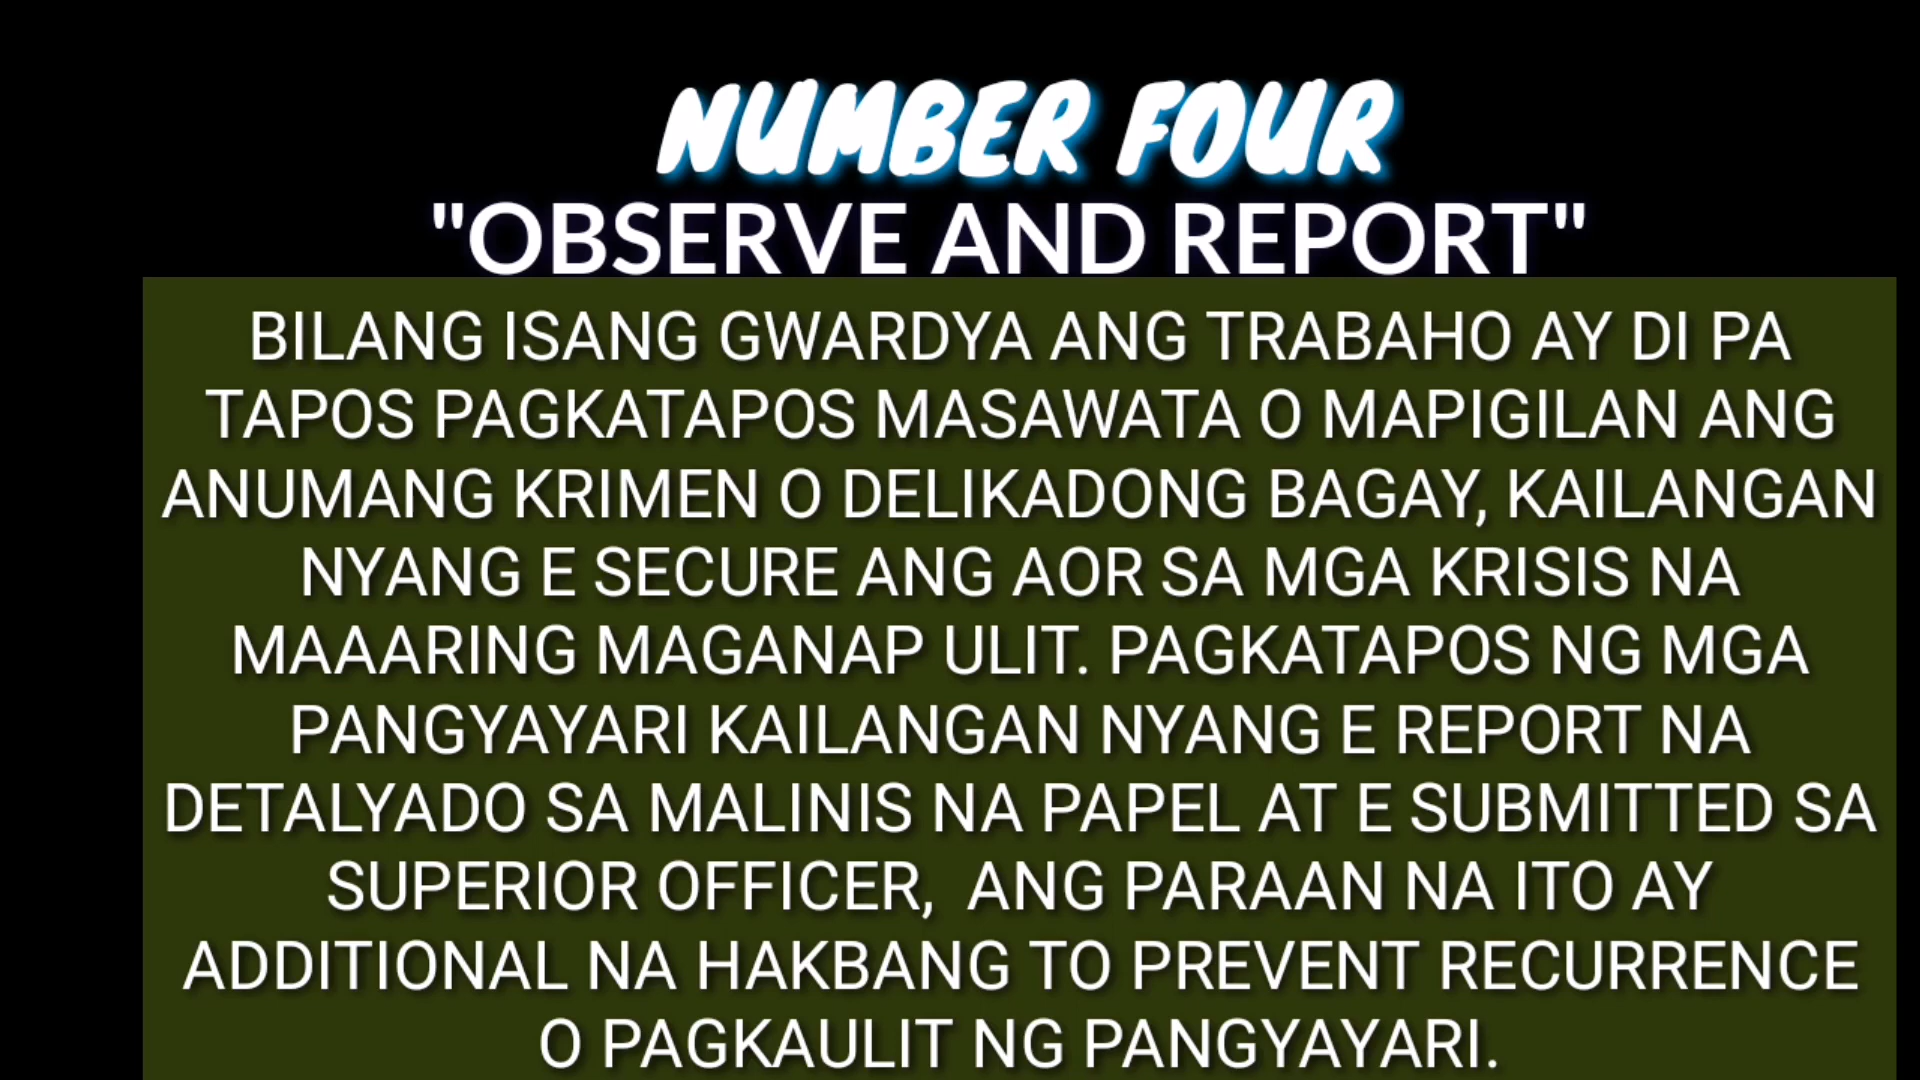 NUMBER FOUR
"OBSERVE AND REPORT"
BILANG ISANG GWARDYA ANG TRABAHO AY DI PA
TAPOS PAGKATAPOS MASAWATA O MAPIGILAN ANG
ANUMANG KRIMEN O DELIKADONG BAGAY, KAILANGAN
NYANG E SECURE ANG AOR SA MGA KRISIS NA
MAAARING MAGANAP ULIT. PAGKATAPOS NG MGA
PANGYAYARI KAILANGAN NYANG E REPORT NA
DETALYADO SA MALINIS NA PAPEL AT E SUBMITTED SA
SUPERIOR OFFICER, ANG PARAAN NA ITO AY
ADDITIONAL NA HAKBANG TO PREVENT RECURRENCE
O PAGKAULIT NG PANGYAYARI.